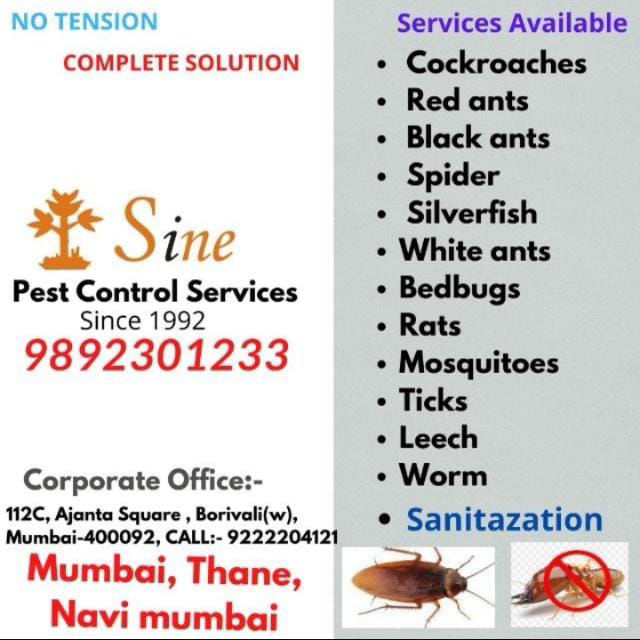 NO TENSION
COMPLETE SOLUTION
Sine
Pest Control Services
Since 1992
9892301233
Corporate Office:-
112C, Ajanta Square , Borivali(w),
Mumbai-400092, CALL:- 9222204121
Mumbai, Thane,
Navi mumbai
Services Available
• Cockroaches
• Red ants
• Black ants
• Spider
• Silverfish
• White ants
• Bedbugs
• Rats
• Mosquitoes
• Ticks
• Leech
• Worm
• Sanitazation